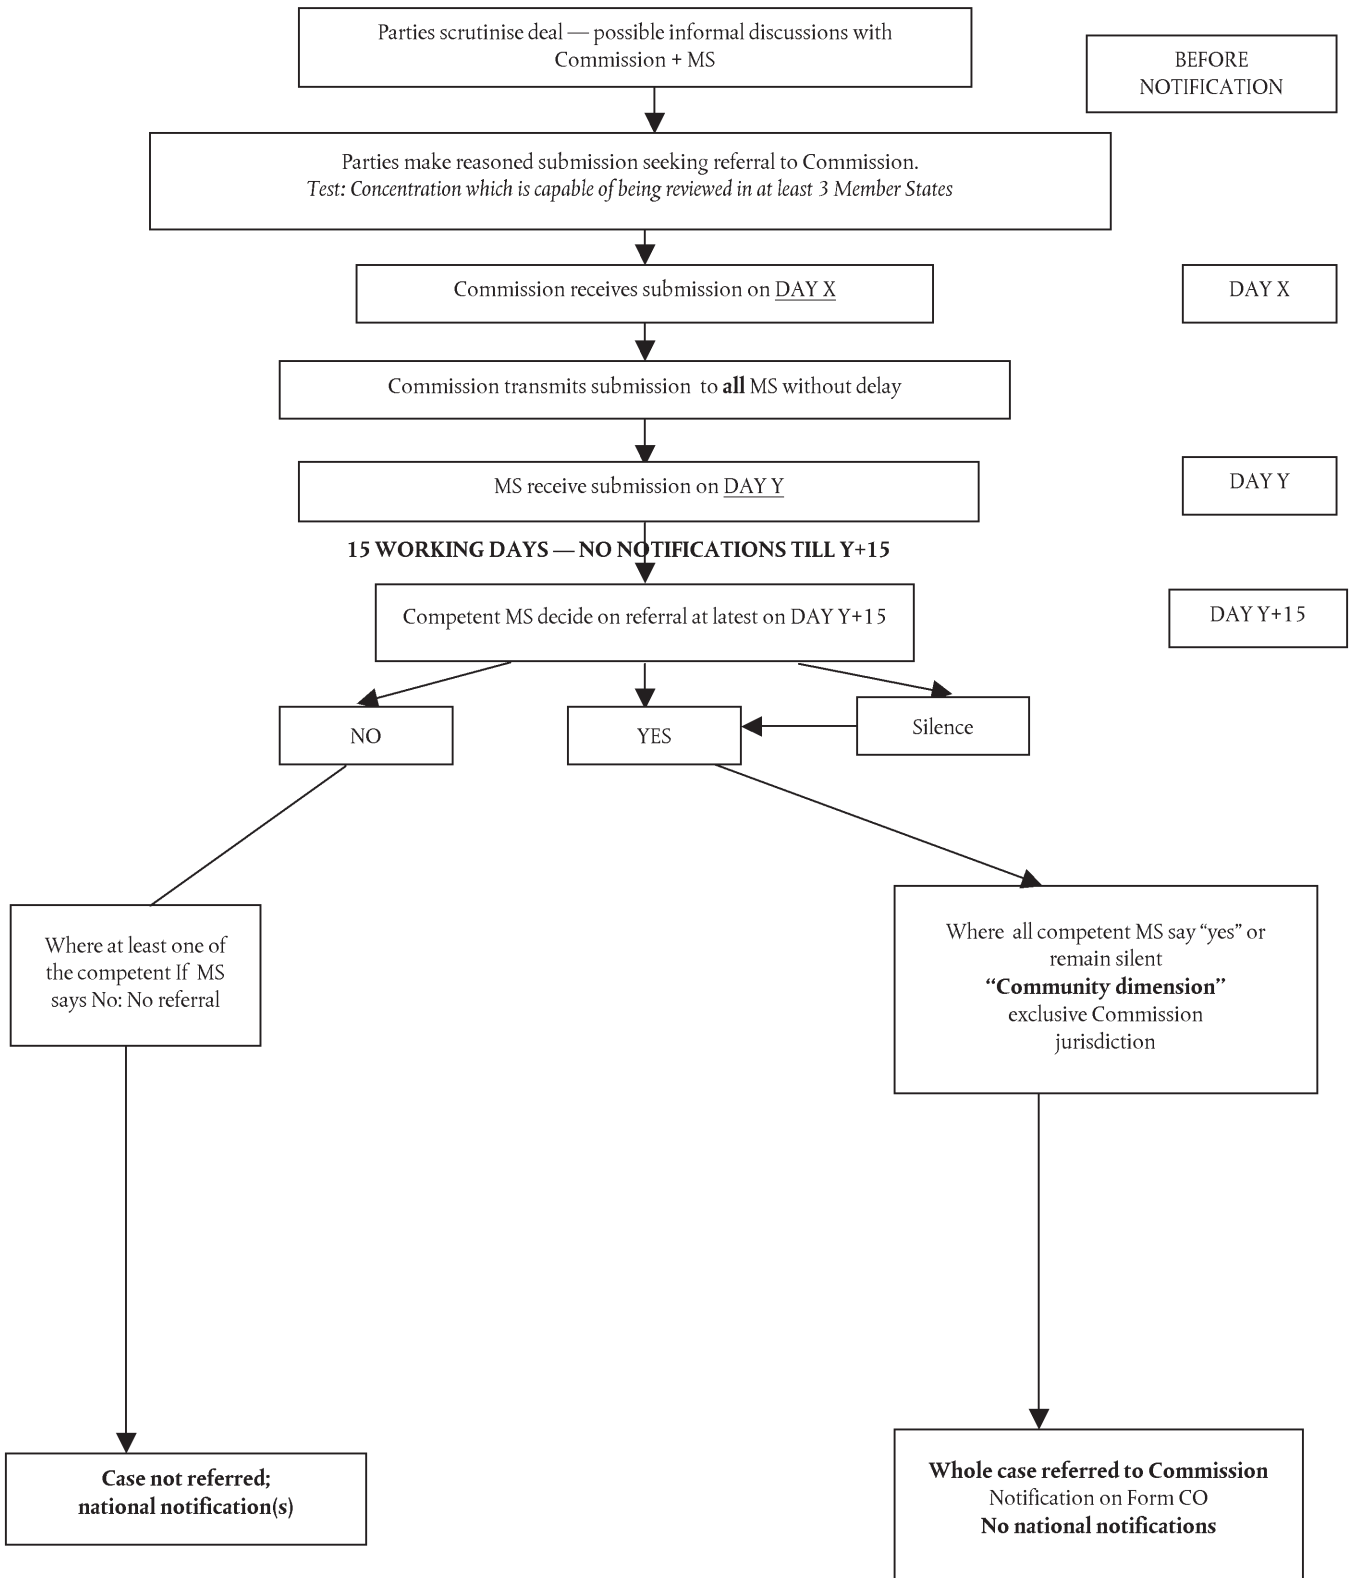 Parties scrutinise deal — possible informal discussions with
Commission + MS
BEFORE
NOTIFICATION
Parties make reasoned submission seeking referral to Commission.
Test: Concentration which is capable of being reviewed in at least 3 Member States
Commission receives submission on DAY X
DAY X
Commission transmits submission to all MS without delay
MS receive submission on DAY Y
DAY Y
15 WORKING DAYS — NO NOTIFICATIONS TILL Y+15
Competent MS decide on referral at latest on DAY Y+15
DAY Y+15
NO
YES
Silence
Where at least one of
the competent If MS
says No: No referral
Where all competent MS say “yes” or
remain silent
“Community dimension”
exclusive Commission
jurisdiction
Case not referred;
national notification(s)
Whole case referred to Commission
Notification on Form CO
No national notifications